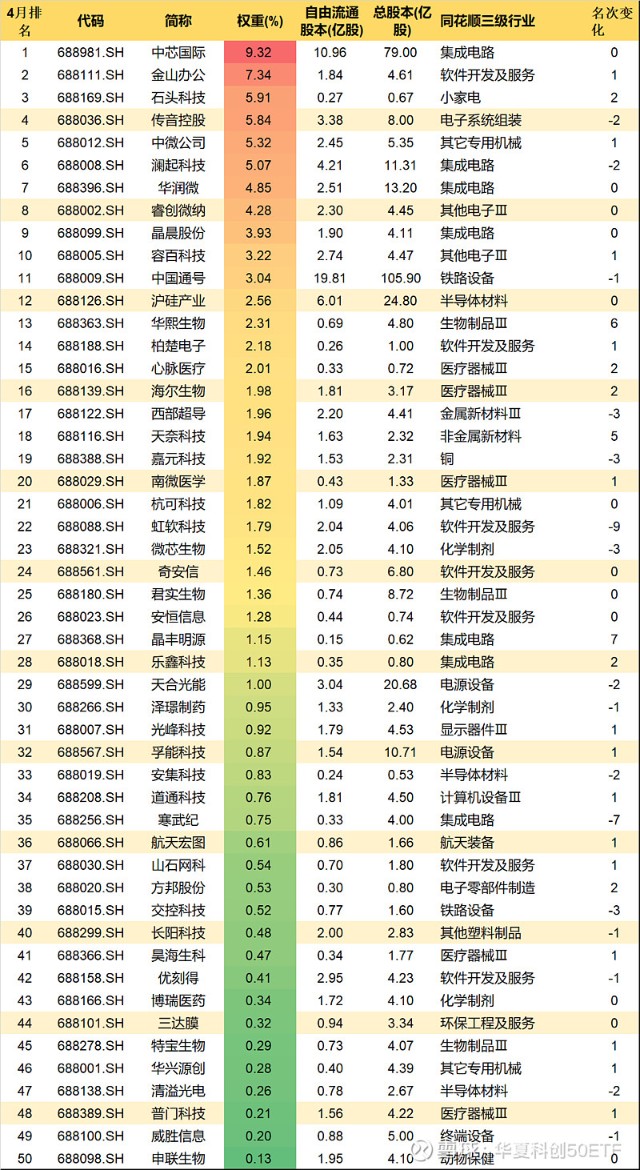 4月排名 代码 简称 权重(%) 自由流通股本(亿股) 总股本(亿股) 同花顺三级行业 名次变化
1 688981.SH 中芯国际 9.32 10.96 79.00 集成电路 0
2 688111.SH 金山办公 7.34 1.84 4.61 软件开发及服务 1
3 688169.SH 石头科技 5.91 0.27 0.67 小家电 2
4 688036.SH 传音控股 5.84 3.38 8.00 电子系统组装 -2
5 688012.SH 中微公司 5.32 2.45 5.35 其它专用机械 1
6 688008.SH 澜起科技 5.07 4.21 11.31 集成电路 -2
7 688396.SH 华润微 4.85 2.51 13.20 集成电路 0
8 688002.SH 睿创微纳 4.28 2.30 4.45 其他电子Ⅲ 0
9 688099.SH 晶晨股份 3.93 1.90 4.11 集成电路 0
10 688005.SH 容百科技 3.22 2.74 4.47 其他电子Ⅲ 1
11 688009.SH 中国通号 3.04 19.81 105.90 铁路设备 -1
12 688126.SH 沪硅产业 2.56 6.01 24.80 半导体材料 0
13 688363.SH 华熙生物 2.31 0.69 4.80 生物制品Ⅲ 6
14 688188.SH 柏楚电子 2.18 0.26 1.00 软件开发及服务 1
15 688016.SH 心脉医疗 2.01 0.33 0.72 医疗器械Ⅲ 2
16 688139.SH 海尔生物 1.98 1.81 3.17 医疗器械Ⅲ 2
17 688122.SH 西部超导 1.96 2.20 4.41 金属新材料Ⅲ -3
18 688116.SH 天奈科技 1.94 1.63 2.32 非金属新材料 5
19 688388.SH 嘉元科技 1.92 1.53 2.31 铜 -3
20 688029.SH 南微医学 1.87 0.43 1.33 医疗器械Ⅲ 1
21 688006.SH 杭可科技 1.82 1.09 4.01 其它专用机械 0
22 688088.SH 虹软科技 1.79 2.04 4.06 软件开发及服务 -9
23 688321.SH 微芯生物 1.52 2.05 4.10 化学制剂 -3
24 688561.SH 奇安信 1.46 0.73 6.80 软件开发及服务 0
25 688180.SH 君实生物 1.36 0.74 8.72 生物制品Ⅲ 0
26 688023.SH 安恒信息 1.28 0.44 0.74 软件开发及服务 0
27 688368.SH 晶丰明源 1.15 0.15 0.62 集成电路 7
28 688018.SH 乐鑫科技 1.13 0.35 0.80 集成电路 2
29 688599.SH 天合光能 1.00 3.04 20.68 电源设备 -2
30 688266.SH 泽璟制药 0.95 1.33 2.40 化学制剂 -1
31 688007.SH 光峰科技 0.92 1.79 4.53 显示器件Ⅲ 1
32 688567.SH 孚能科技 0.87 1.54 10.71 电源设备 1
33 688019.SH 安集科技 0.83 0.24 0.53 半导体材料 -2
34 688208.SH 道通科技 0.76 1.81 4.50 计算机设备Ⅲ 1
35 688256.SH 寒武纪 0.75 0.33 4.00 集成电路 -7
36 688066.SH 航天宏图 0.61 0.86 1.66 航天装备 1
37 688030.SH 山石网科 0.54 0.70 1.80 软件开发及服务 1
38 688020.SH 方邦股份 0.53 0.30 0.80 电子零部件制造 2
39 688015.SH 交控科技 0.52 0.77 1.60 铁路设备 -3
40 688299.SH 长阳科技 0.48 2.00 2.83 其他塑料制品 -1
41 688366.SH 昊海生科 0.47 0.34 1.77 医疗器械Ⅲ 1
42 688158.SH 优刻得 0.41 2.95 4.23 软件开发及服务 -1
43 688166.SH 博瑞医药 0.34 1.72 4.10 化学制剂 0
44 688101.SH 三达膜 0.32 0.94 3.34 环保工程及服务 0
45 688278.SH 特宝生物 0.29 0.73 4.07 生物制品Ⅲ 1
46 688001.SH 华兴源创 0.28 0.40 4.39 其它专用机械 1
47 688138.SH 清溢光电 0.26 0.78 2.67 半导体材料 -2
48 688389.SH 普门科技 0.21 1.56 4.22 医疗器械Ⅲ 1
49 688100.SH 威胜信息 0.20 0.88 5.00 终端设备 -1
50 688098.SH 申联生物 0.13 1.95 4.10 动物保健 0
雪球：华夏科创50ETF